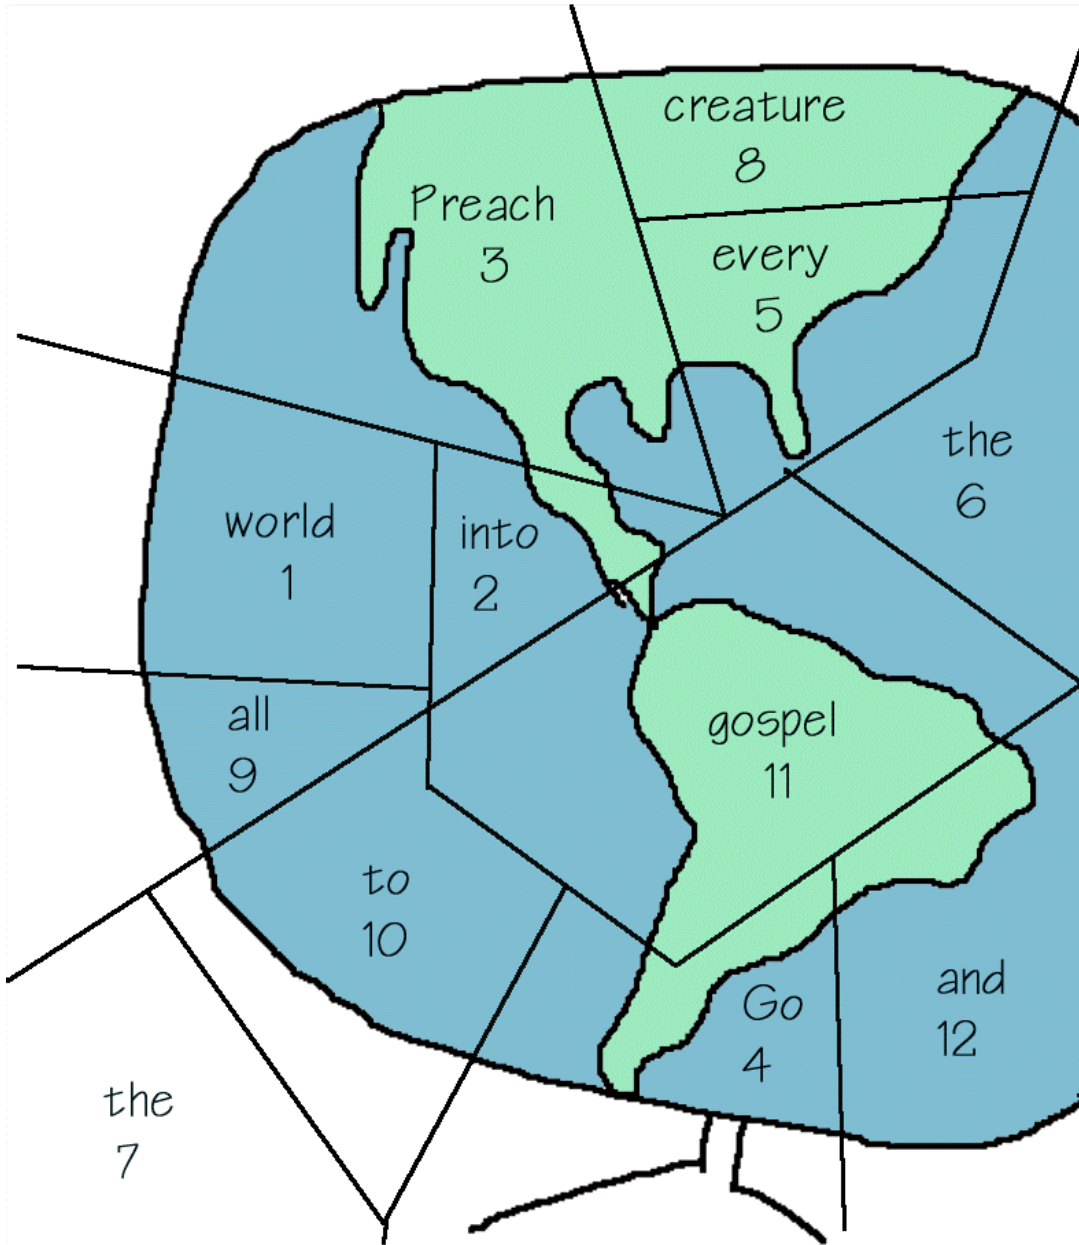 creature
8
Preach
3
every
5
the
6
world
1
into
2
all
9
gospel
11
to
10
Go
4
and
12
the
7